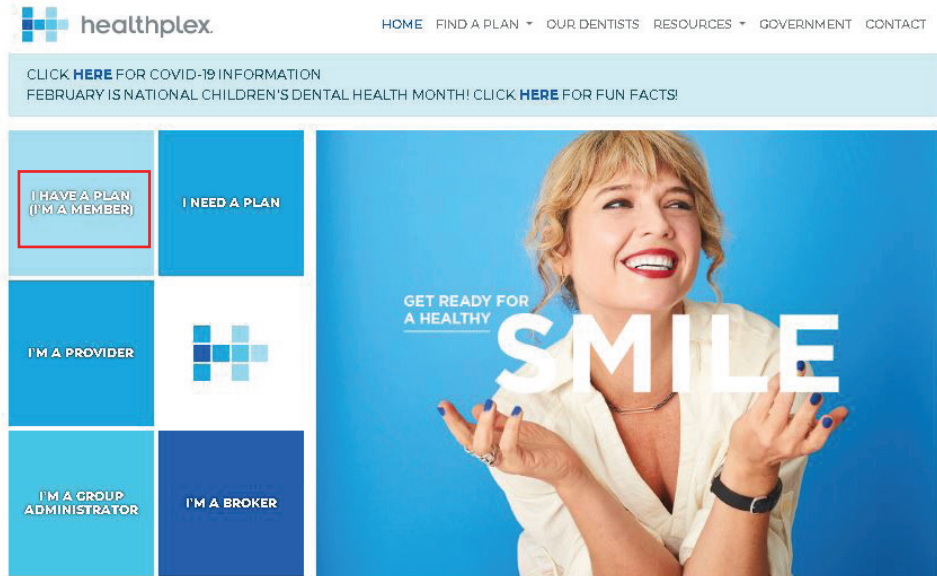 healthplex.
HOME FIND A PLAN OUR DENTISTS RESOURCES GOVERNMENT CONTACT
CLICK HERE FOR COVID-19 INFORMATION
FEBRUARY IS NATIONAL CHILDREN'S DENTAL HEALTH MONTH! CLICK HERE FOR FUN FACTS!
I HAVE A PLAN
(I'M A MEMBER)
I NEED A PLAN
I'M A PROVIDER
I'M A GROUP
ADMINISTRATOR
I'M A BROKER
GET READY FOR
A HEALTHY
SMILE